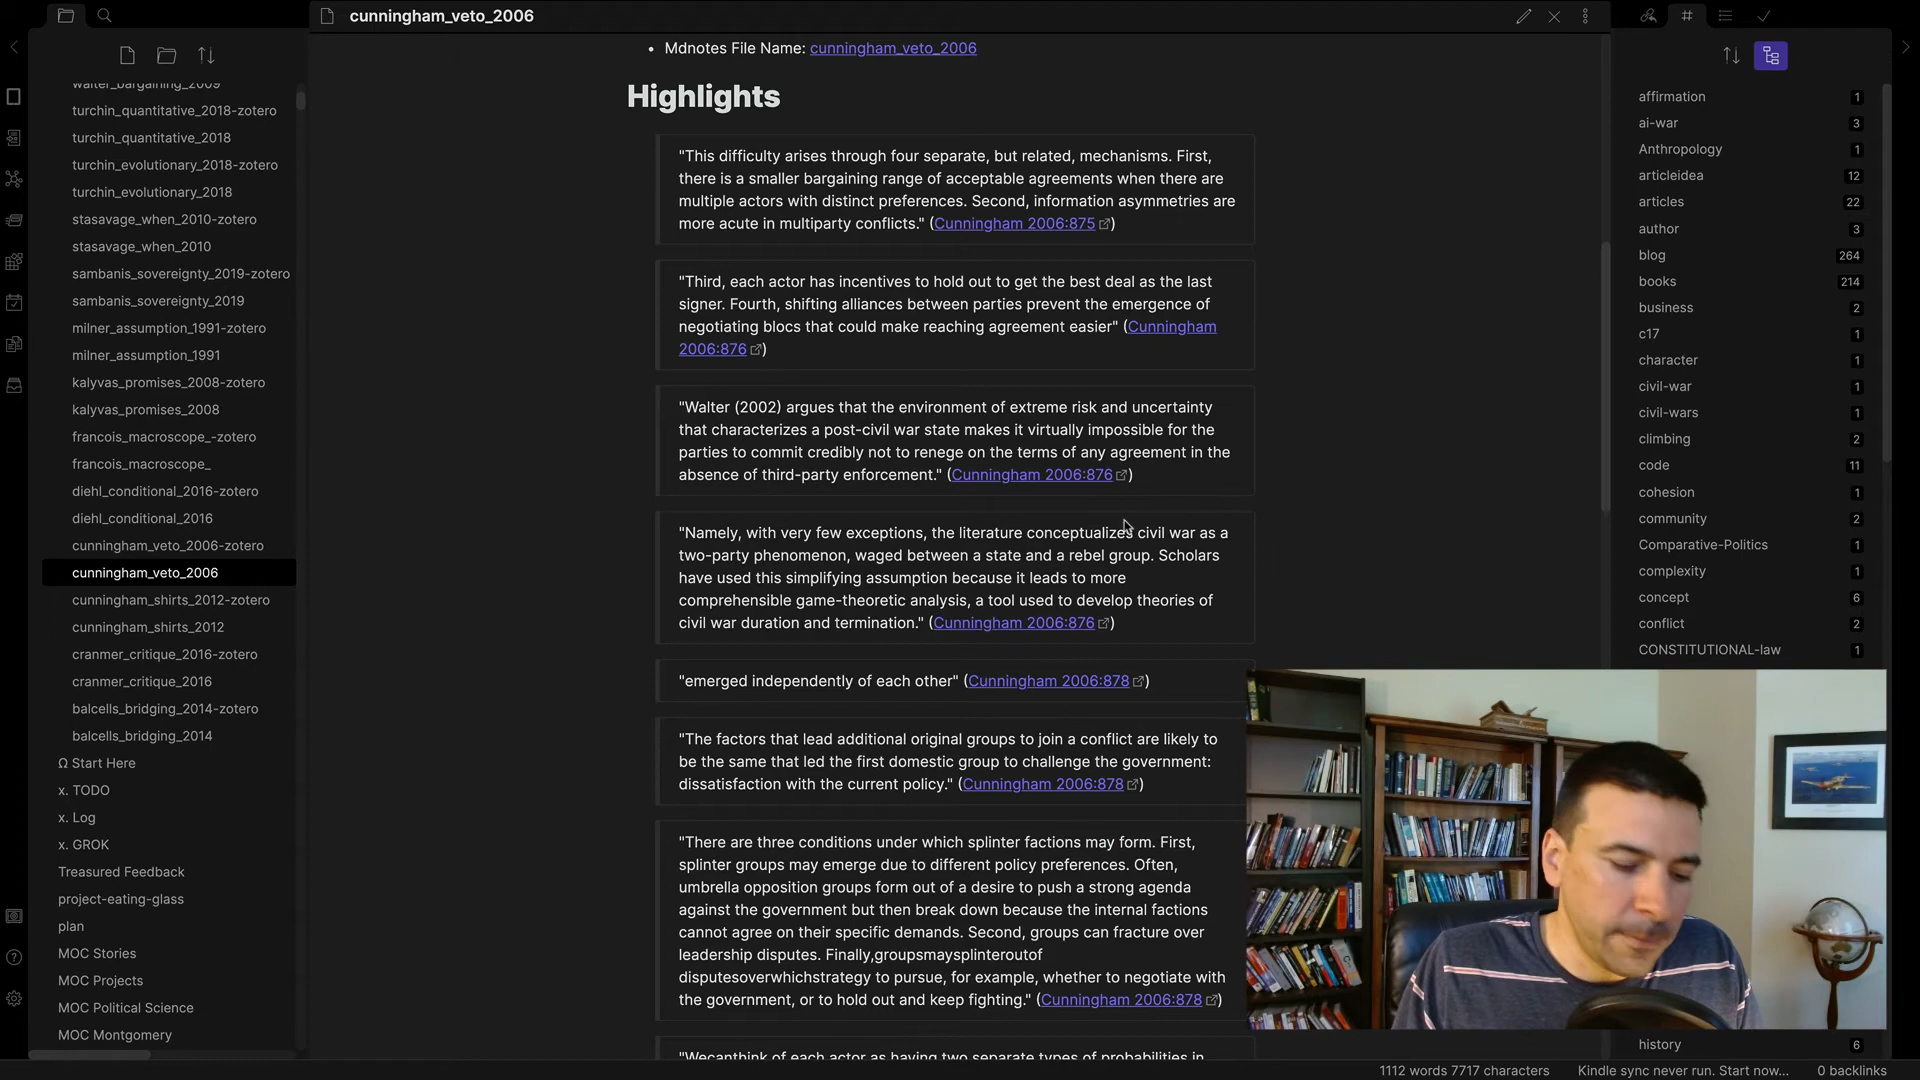 cunningham_veto_2006
walter_bargaining_2009
turchin_quantitative_2018-zotero
turchin_quantitative_2018
turchin_evolutionary_2018-zotero
turchin_evolutionary_2018
stasavage_when_2010-zotero
stasavage_when_2010
sambanis_sovereignty_2019-zotero
sambanis_sovereignty_2019
milner_assumption_1991-zotero
milner_assumption_1991
kalyvas_promises_2008-zotero
kalyvas_promises_2008
francois_macroscope_-zotero
francois_macroscope_
diehl_conditional_2016-zotero
diehl_conditional_2016
cunningham_veto_2006-zotero
cunningham_veto_2006
cunningham_shirts_2012-zotero
cunningham_shirts_2012
cranmer_critique_2016-zotero
cranmer_critique_2016
balcells_bridging_2014-zotero
balcells_bridging_2014
Ω Start Here
x. TODO
x. Log
x. GROK
Treasured Feedback
project-eating-glass
plan
MOC Stories
MOC Projects
MOC Political Science
MOC Montgomery
• Mdnotes File Name: cunningham_veto_2006
Highlights
"This difficulty arises through four separate, but related, mechanisms. First,
there is a smaller bargaining range of acceptable agreements when there are
multiple actors with distinct preferences. Second, information asymmetries are
more acute in multiparty conflicts." (Cunningham 2006:875)
"Third, each actor has incentives to hold out to get the best deal as the last
signer. Fourth, shifting alliances between parties prevent the emergence of
negotiating blocs that could make reaching agreement easier" (Cunningham
2006:876)
"Walter (2002) argues that the environment of extreme risk and uncertainty
that characterizes a post-civil war state makes it virtually impossible for the
parties to commit credibly not to renege on the terms of any agreement in the
absence of third-party enforcement." (Cunningham 2006:876)
"Namely, with very few exceptions, the literature conceptualizes civil war as a
two-party phenomenon, waged between a state and a rebel group. Scholars
have used this simplifying assumption because it leads to more
comprehensible game-theoretic analysis, a tool used to develop theories of
civil war duration and termination." (Cunningham 2006:876)
"emerged independently of each other" (Cunningham 2006:878)
"The factors that lead additional original groups to join a conflict are likely to
be the same that led the first domestic group to challenge the government:
dissatisfaction with the current policy." (Cunningham 2006:878)
"There are three conditions under which splinter factions may form. First,
splinter groups may emerge due to different policy preferences. Often,
umbrella opposition groups form out of a desire to push a strong agenda
against the government but then break down because the internal factions
cannot agree on their specific demands. Second, groups can fracture over
leadership disputes. Finally,groupsmaysplinteroutof
disputesoverwhichstrategy to pursue, for example, whether to negotiate with
the government, or to hold out and keep fighting." (Cunningham 2006:878)
"Wecanthink of each actor as having two separate types of probabilities in
affirmation 1
ai-war 3
Anthropology 1
articleidea 12
articles 22
author 3
blog 264
books 214
business 2
c17 1
character 1
civil-war 1
civil-wars 1
climbing 2
code 11
cohesion 1
community 2
Comparative-Politics 1
complexity 1
concept 6
conflict 2
CONSTITUTIONAL-law 1
history 6
1112 words 7717 characters
Kindle sync never run. Start now...
0 backlinks